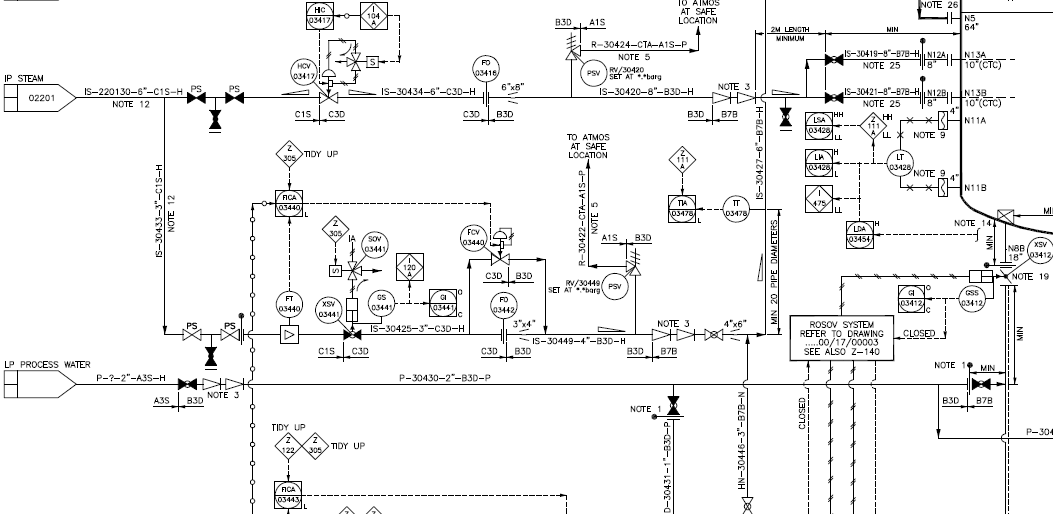 NOTE 26
N5
64"
TO ATMOS
AT SAFE
LOCATION
HIC
03417
I
104
A
B3D
A1S
R-30424-CTA-A1S-P
NOTE 5
2M LENGTH
MINIMUM
MIN
IS-30419-8"-B7B-H
NOTE 25
N12A
8"
N13A
10"(CTC)
IP STEAM
02201
IS-220130-6"-C1S-H
NOTE 12
PS
PS
HCV
03417
S
C1S
C3D
IS-30434-6"-C3D-H
FO
03416
6"x8"
C3D
B3D
PSV
RV/30420
SET AT *.*barg
IS-30420-8"-B3D-H
NOTE 3
B3D
B7B
IS-30421-8"-B7B-H
NOTE 25
N12B
8"
N13B
10"(CTC)
LSA
03428
HH
LL
Z
111
A
HH
LL
NOTE 9
4"
N11A
LIA
03428
H
LL
LT
03428
NOTE 9
4"
N11B
I
475
LL
LDA
03454
H
L
NOTE 14
TO ATMOS
AT SAFE
LOCATION
Z
305
TIDY UP
Z
111
A
IS-30427-6"-B7B-H
IS-30433-3"-C1S-H
NOTE 12
FICA
03440
L
Z
305
IA
SOV
03441
S
FCV
03440
R-30422-CTA-A1S-P
NOTE 5
A1S
B3D
TIA
03478
L
TT
03478
MIN 20 PIPE DIAMETERS
MIN
N8B
18"
XSV
03412
NOTE 19
I
120
A
C3D
B3D
RV/30449
SET AT *.*barg
PSV
FT
03440
XSV
03441
GS
03441
GI
03441
O
C
FO
03442
GI
03412
O
C
GSS
03412
PS
PS
IS-30425-3"-C3D-H
C1S
C3D
3"x4"
IS-30449-4"-B3D-H
C3D
B3D
NOTE 3
B3D
B7B
4"x6"
ROSOV SYSTEM
REFER TO DRAWING
.....00/17/00003
SEE ALSO Z-140
CLOSED
MIN
LP PROCESS WATER
P-?-2"-A3S-H
NOTE 3
A3S
B3D
P-30430-2"-B3D-P
NOTE 1
MIN
B3D
B7B
P-304
NOTE 1
D-30431-1"-B3D-P
HN-30446-3"-B7B-N
CLOSED
TIDY UP
Z
122
Z
305
TIDY UP
FICA
03443
L